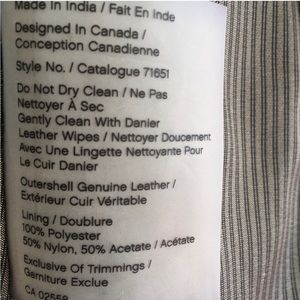 Made In India / Fait En Inde
Designed In Canada /
Conception Canadienne
Style No. / Catalogue 71651
Do Not Dry Clean / Ne Pas
Nettoyer À Sec
Gently Clean With Danier
Leather Wipes / Nettoyer Doucement
Avec Une Lingette Nettoyante Pour
Le Cuir Danier
Outershell Genuine Leather /
Extérieur Cuir Véritable
Lining / Doublure
100% Polyester
50% Nylon, 50% Acetate / Acétate
Exclusive Of Trimmings /
Garniture Exclue
CA 02558